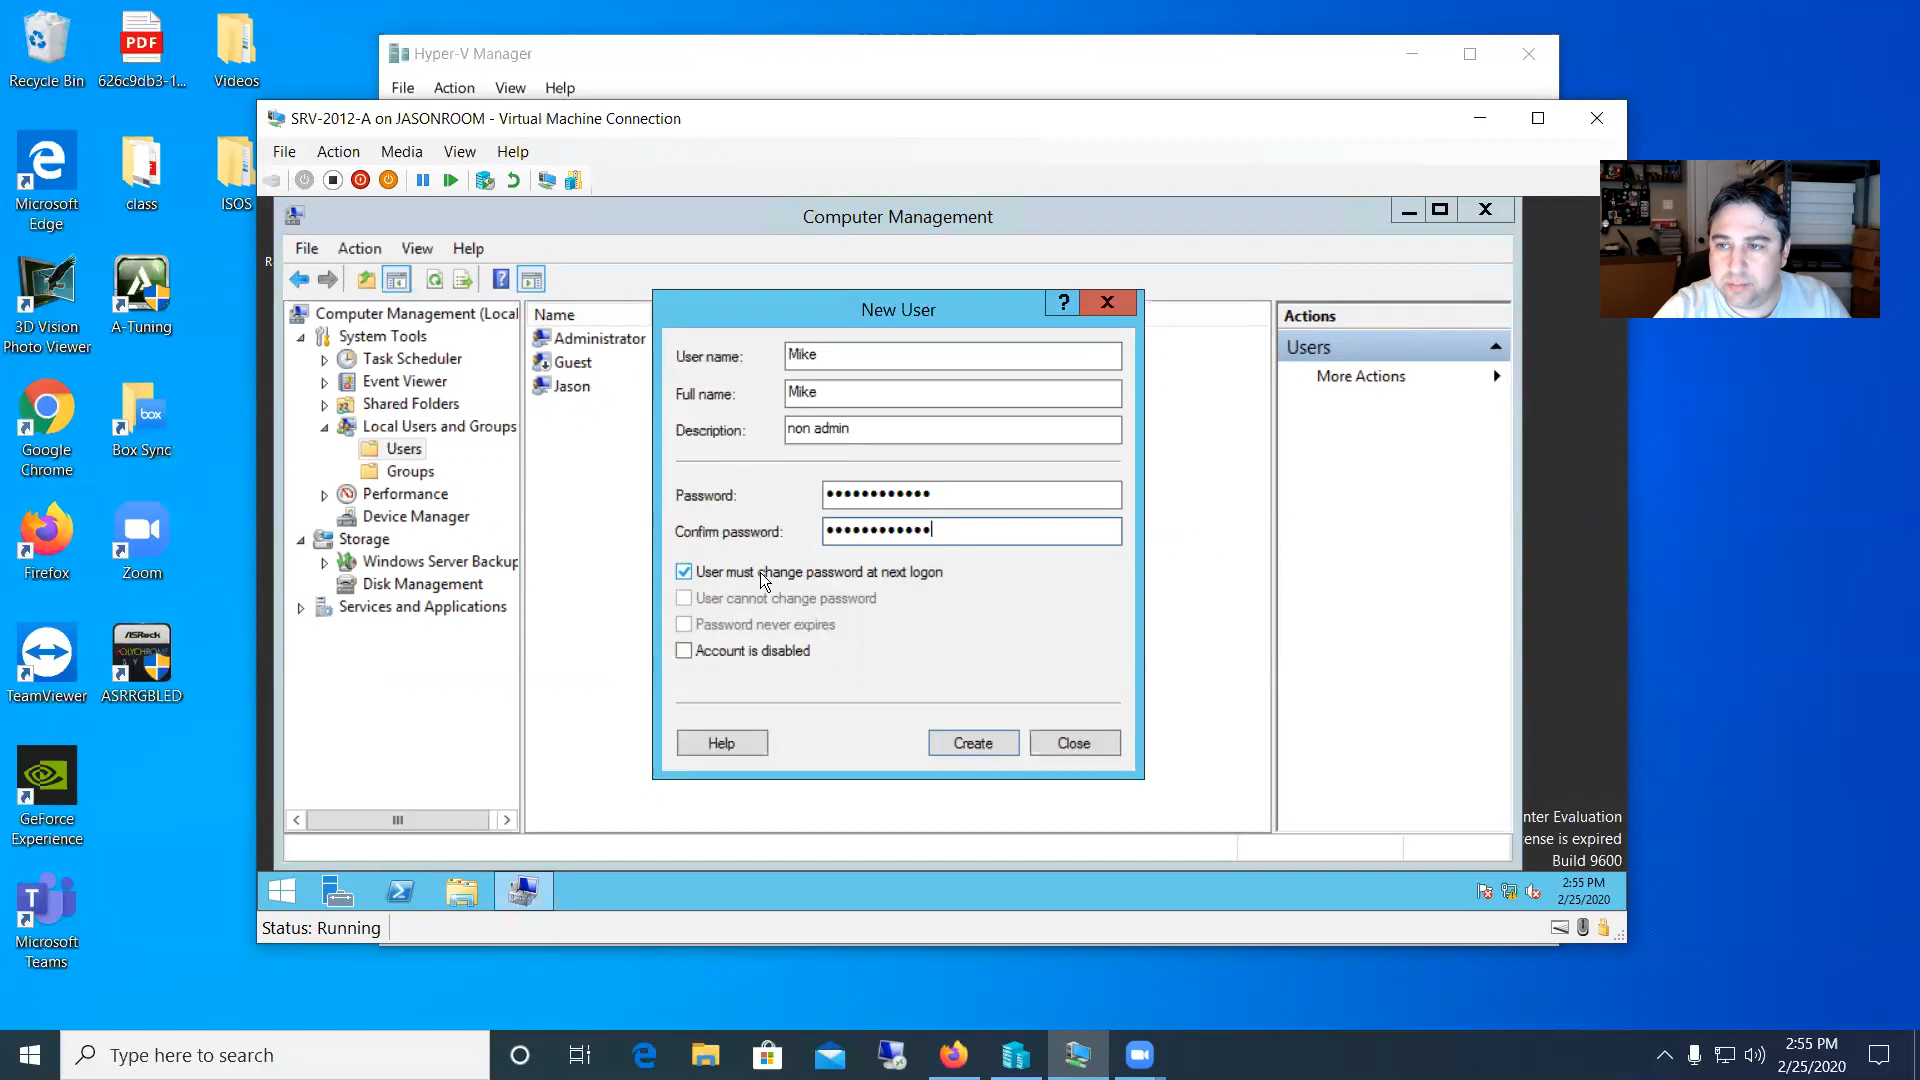 Recycle Bin
626c9db3-1...
Videos
Microsoft
Edge
class
ISOS
3D Vision
Photo Viewer
A-Tuning
Google
Chrome
box
Box Sync
Firefox
Zoom
TeamViewer
ASRock
POLYCHROME
ASRRGBLED
GeForce
Experience
Microsoft
Teams
PDF
Hyper-V Manager
File Action View Help
SRV-2012-A on JASONROOM - Virtual Machine Connection
File Action Media View Help
R
Computer Management
File Action View Help
Computer Management (Local
System Tools
Task Scheduler
Event Viewer
Shared Folders
Local Users and Groups
Users
Groups
Performance
Device Manager
Storage
Windows Server Backup
Disk Management
Services and Applications
Name
Administrator
Guest
Jason
New User
User name: Mike
Full name: Mike
Description: non admin
Password: ••••••••••••
Confirm password: ••••••••••••
User must change password at next logon
User cannot change password
Password never expires
Account is disabled
Help Create Close
Actions
Users
More Actions
nter Evaluation
ense is expired
Build 9600
2:55 PM
2/25/2020
Status: Running
Type here to search
2:55 PM
2/25/2020